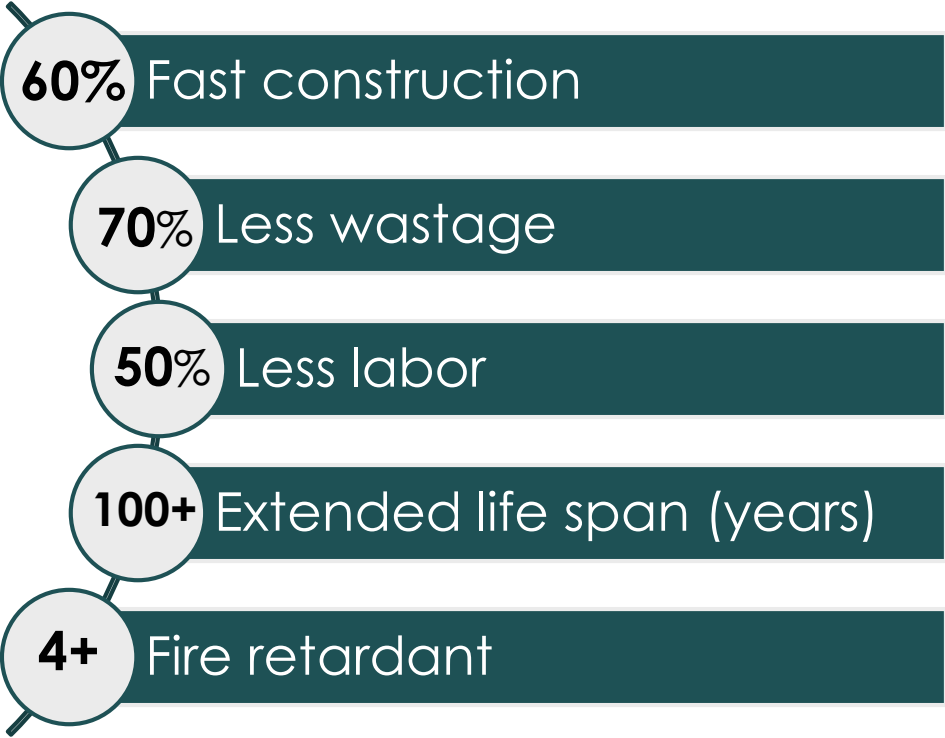 60% Fast construction
70% Less wastage
50% Less labor
100+ Extended life span (years)
4+ Fire retardant